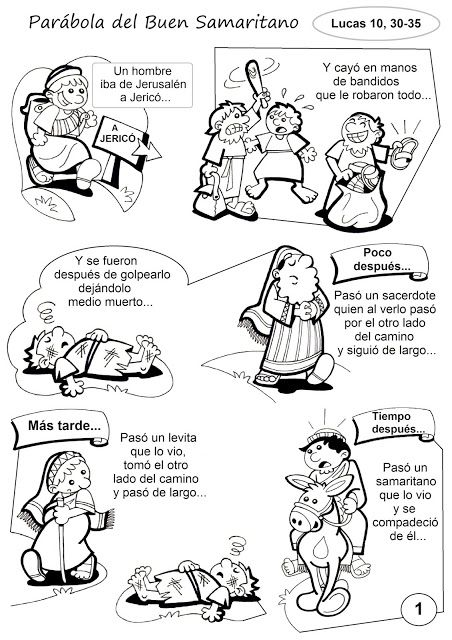 Parábola del Buen Samaritano
Lucas 10, 30-35
Un hombre
iba de Jerusalén
a Jericó...
A
JERICÓ
Y cayó en manos
de bandidos
que le robaron todo...
Y se fueron
después de golpearlo
dejándolo
medio muerto...
Poco
después...
Pasó un sacerdote
quien al verlo pasó
por el otro lado
del camino
y siguió de largo...
Más tarde...
Pasó un levita
que lo vio,
tomó el otro
lado del camino
y pasó de largo...
Tiempo
después...
Pasó un
samaritano
que lo vio
y se
compadeció
de él...
1